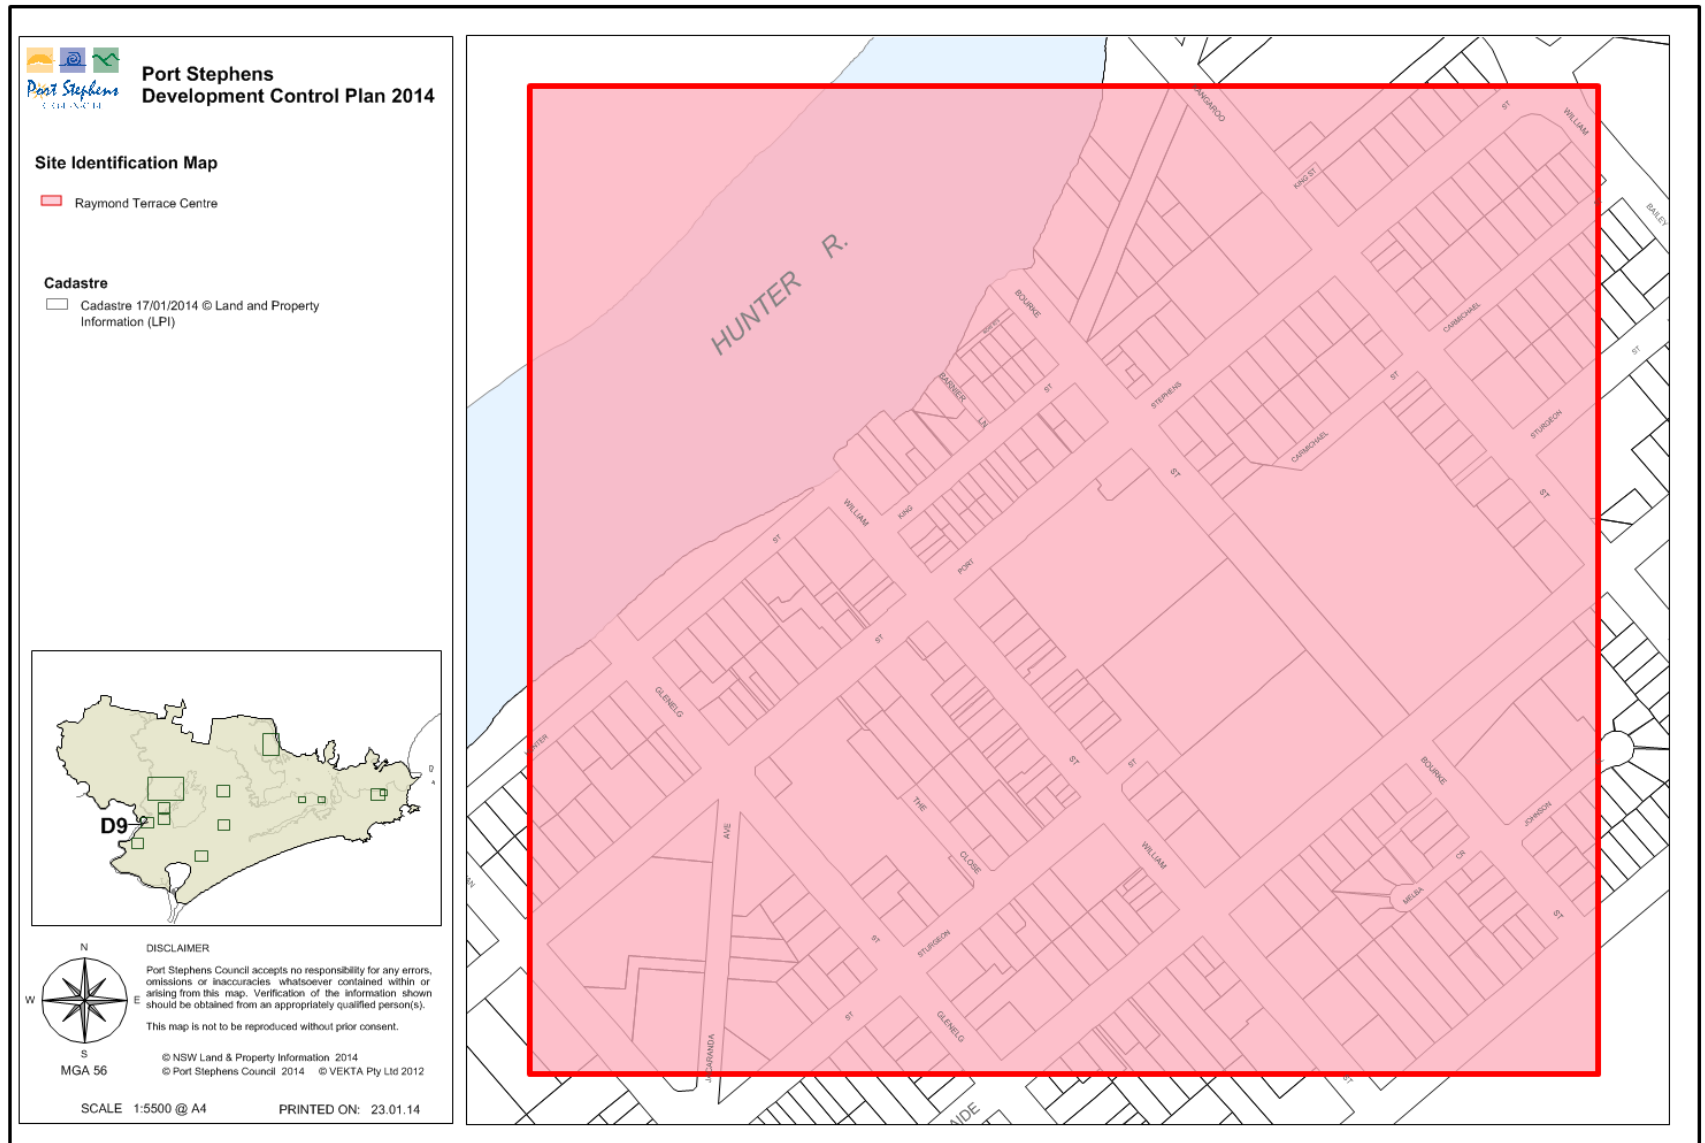 Port Stephens
COUNCIL
Port Stephens
Development Control Plan 2014
Site Identification Map
Raymond Terrace Centre
Cadastre
Cadastre 17/01/2014 © Land and Property
Information (LPI)
D9
N
W
E
S
MGA 56
DISCLAIMER
Port Stephens Council accepts no responsibility for any errors,
omissions or inaccuracies whatsoever contained within or
arising from this map. Verification of the information shown
should be obtained from an appropriately qualified person(s).
This map is not to be reproduced without prior consent.
© NSW Land & Property Information 2014
© Port Stephens Council 2014 © VEKTA Pty Ltd 2012
SCALE 1:5500 @ A4
PRINTED ON: 23.01.14
ST
WILLIAM
KING ST
BAILEY
HUNTER R.
BOURKE
CARMICHAEL
ST
BARNIER
LN
ST
STEPHENS
ST
STURGEON
CARMICHAEL
ST
ST
WILLIAM
KING
ST
PORT
ST
GLENELG
ST
ST
BOURKE
THE
AVE
JOHNSON
WILLIAM
CLOSE
CR
MELBA
ST
STURGEON
ST
ST
GLENELG
JACARANDA
ST
AIDE